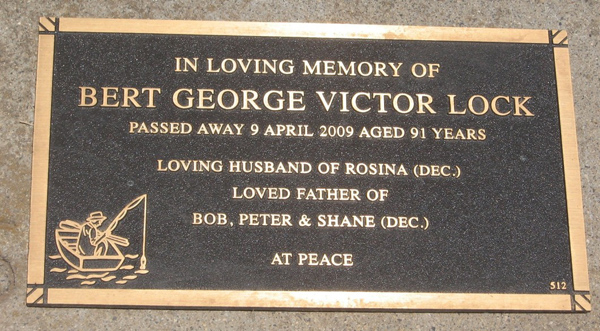 IN LOVING MEMORY OF
BERT GEORGE VICTOR LOCK
PASSED AWAY 9 APRIL 2009 AGED 91 YEARS
LOVING HUSBAND OF ROSINA (DEC.)
LOVED FATHER OF
BOB, PETER & SHANE (DEC.)
AT PEACE
512